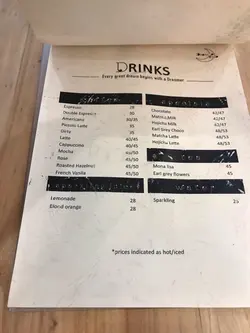 DRINKS
Every great dream begins with a Dreamer
Espresso 28
Double Espresso 30
Americano 30/35
Piccolo Latte 35
Dirty 35
Latte 40/45
Cappuccino 40/45
Mocha 45/50
Rose 45/50
Roasted Hazelnut 45/50
French Vanilla 45/50
Lemonade 28
Blood orange 28
Chocolate 42/47
Matcha Milk 42/47
Hojicha Milk 42/47
Earl Grey Choco 48/53
Matcha Latte 48/53
Hojicha Latte 48/53
Tea
Mona Tea 45
Earl grey flowers 45
Water
Sparkling 25
*prices indicated as hot/iced